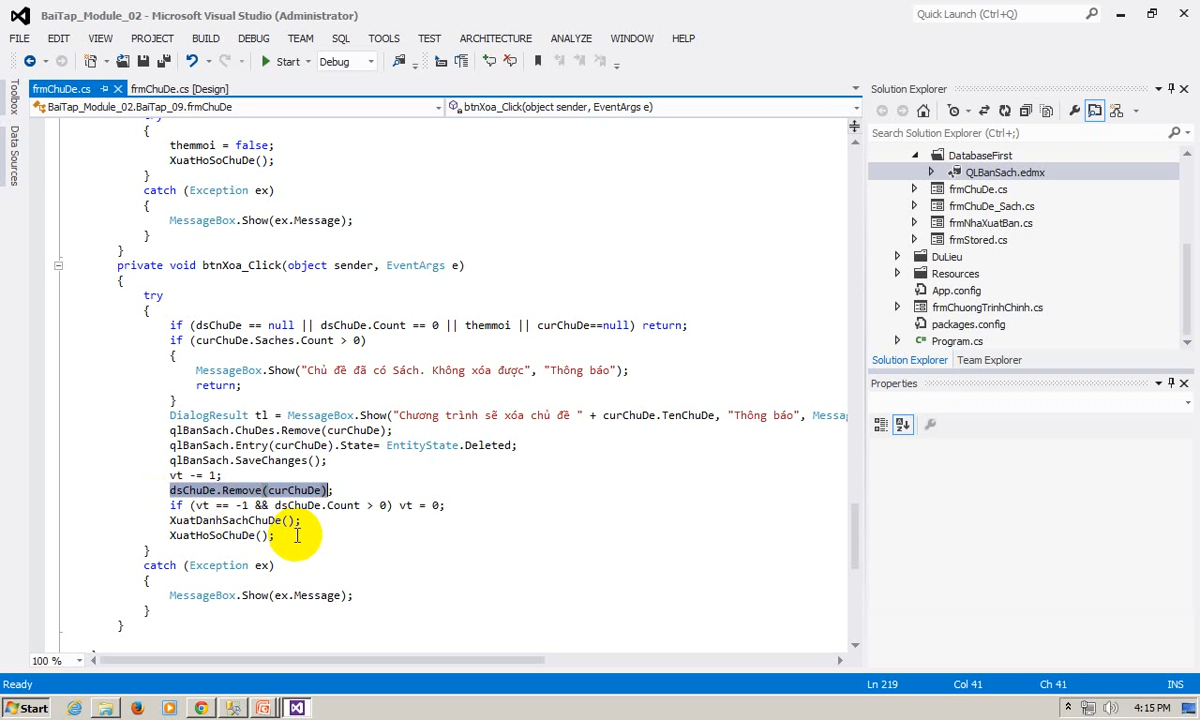 BaiTap_Module_02 - Microsoft Visual Studio (Administrator)
Quick Launch (Ctrl+Q)
FILE EDIT VIEW PROJECT BUILD DEBUG TEAM SQL TOOLS TEST ARCHITECTURE ANALYZE WINDOW HELP
Start Debug
Toolbox
Data Sources
frmChuDe.cs
frmChuDe.cs [Design]
BaiTap_Module_02.BaiTap_09.frmChuDe
btnXoa_Click(object sender, EventArgs e)
try
{
themmoi = false;
XuatHoSoChuDe();
}
catch (Exception ex)
{
MessageBox.Show(ex.Message);
}
}
private void btnXoa_Click(object sender, EventArgs e)
{
try
{
if (dsChuDe == null || dsChuDe.Count == 0 || themmoi || curChuDe==null) return;
if (curChuDe.Saches.Count > 0)
{
MessageBox.Show("Chủ đề đã có Sách. Không xóa được", "Thông báo");
return;
}
DialogResult tl = MessageBox.Show("Chương trình sẽ xóa chủ đề " + curChuDe.TenChuDe, "Thông báo", Messag
qlBanSach.ChuDes.Remove(curChuDe);
qlBanSach.Entry(curChuDe).State= EntityState.Deleted;
qlBanSach.SaveChanges();
vt -= 1;
dsChuDe.Remove(curChuDe);
if (vt == -1 && dsChuDe.Count > 0) vt = 0;
XuatDanhSachChuDe();
XuatHoSoChuDe();
}
catch (Exception ex)
{
MessageBox.Show(ex.Message);
}
}
100 %
Solution Explorer
Search Solution Explorer (Ctrl+;)
DatabaseFirst
QLBanSach.edmx
frmChuDe.cs
frmChuDe_Sach.cs
frmNhaXuatBan.cs
frmStored.cs
DuLieu
Resources
App.config
frmChuongTrinhChinh.cs
packages.config
Program.cs
Solution Explorer Team Explorer
Properties
Ready
Ln 219 Col 41 Ch 41 INS
Start
4:15 PM